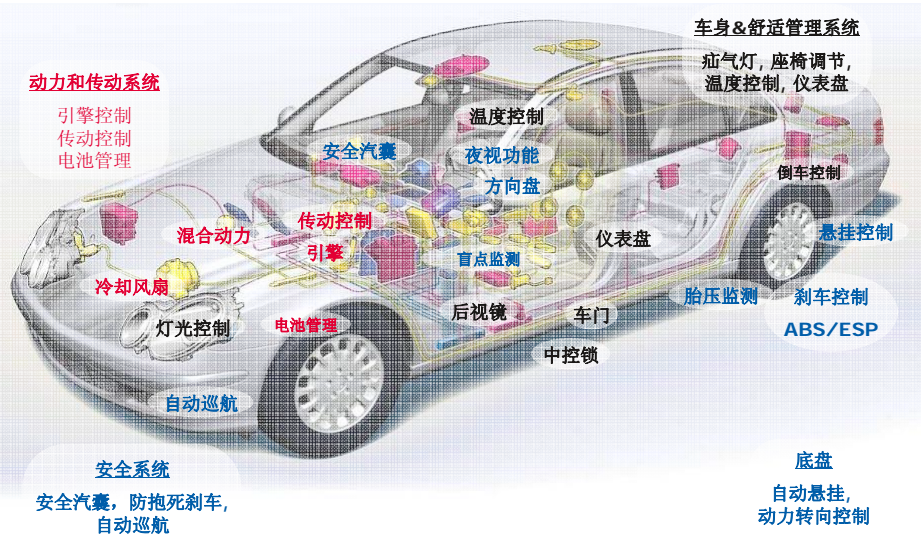 车身&舒适管理系统
疝气灯, 座椅调节,
温度控制, 仪表盘
动力和传动系统
引擎控制
传动控制
电池管理
温度控制
安全汽囊
夜视功能
方向盘
倒车控制
传动控制
混合动力
引擎
仪表盘
悬挂控制
盲点监测
冷却风扇
胎压监测
刹车控制
ABS/ESP
灯光控制
电池管理
后视镜
车门
中控锁
自动巡航
安全系统
安全汽囊，防抱死刹车,
自动巡航
底盘
自动悬挂,
动力转向控制